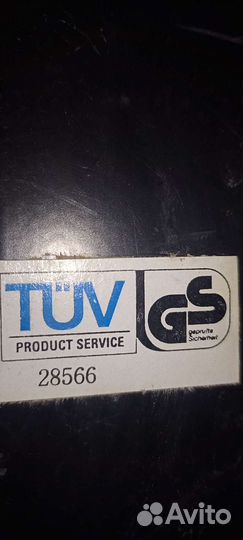 TÜV
PRODUCT SERVICE
GS
geprüfte
Sicherheit
28566
Avito